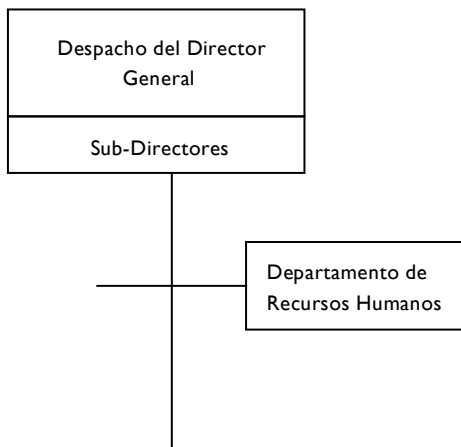 Despacho del Director
General
Sub-Directores
Departamento de
Recursos Humanos